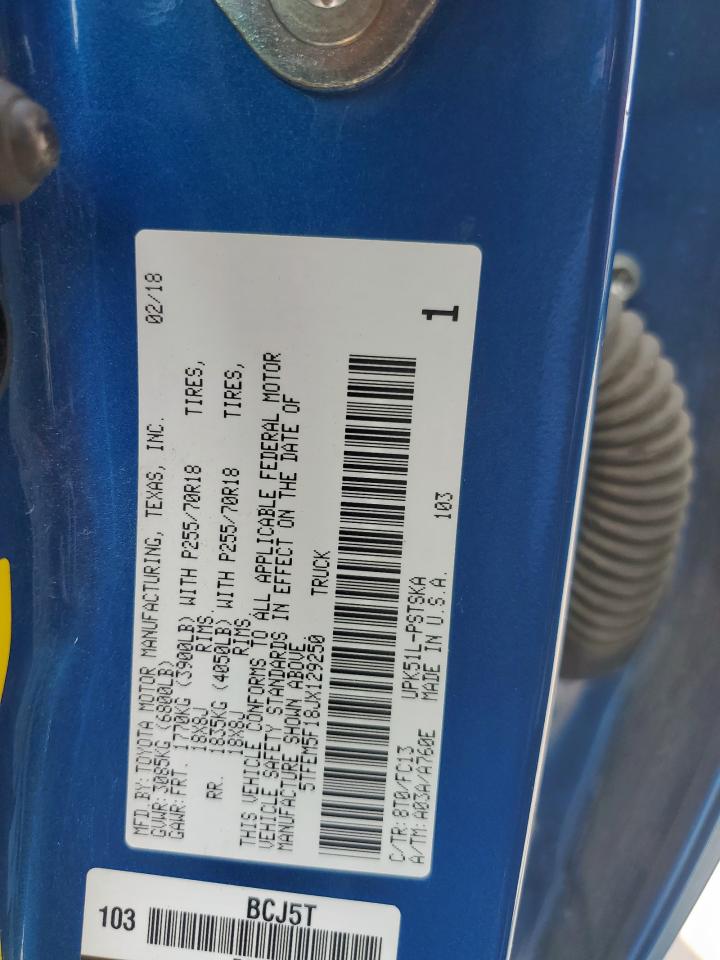 MFD BY:TOYOTA MOTOR MANUFACTURING, TEXAS, INC. 02/18
GVWR:3085KG (6800LB)
GAWR:FRT. 1770KG (3900LB) WITH P255/70R18 TIRES,
18X8J RIMS
RR. 1835KG (4050LB) WITH P255/70R18 TIRES,
18X8J RIMS
THIS VEHICLE CONFORMS TO ALL APPLICABLE FEDERAL MOTOR
VEHICLE SAFETY STANDARDS IN EFFECT ON THE DATE OF
MANUFACTURE SHOWN ABOVE.
5TFEM5F18JX129250 TRUCK
C/TR:8T0/FC13 UPK51L-PSTSKA 103
A/TM:A03A/A760E MADE IN U.S.A.
1
BCJ5T
103